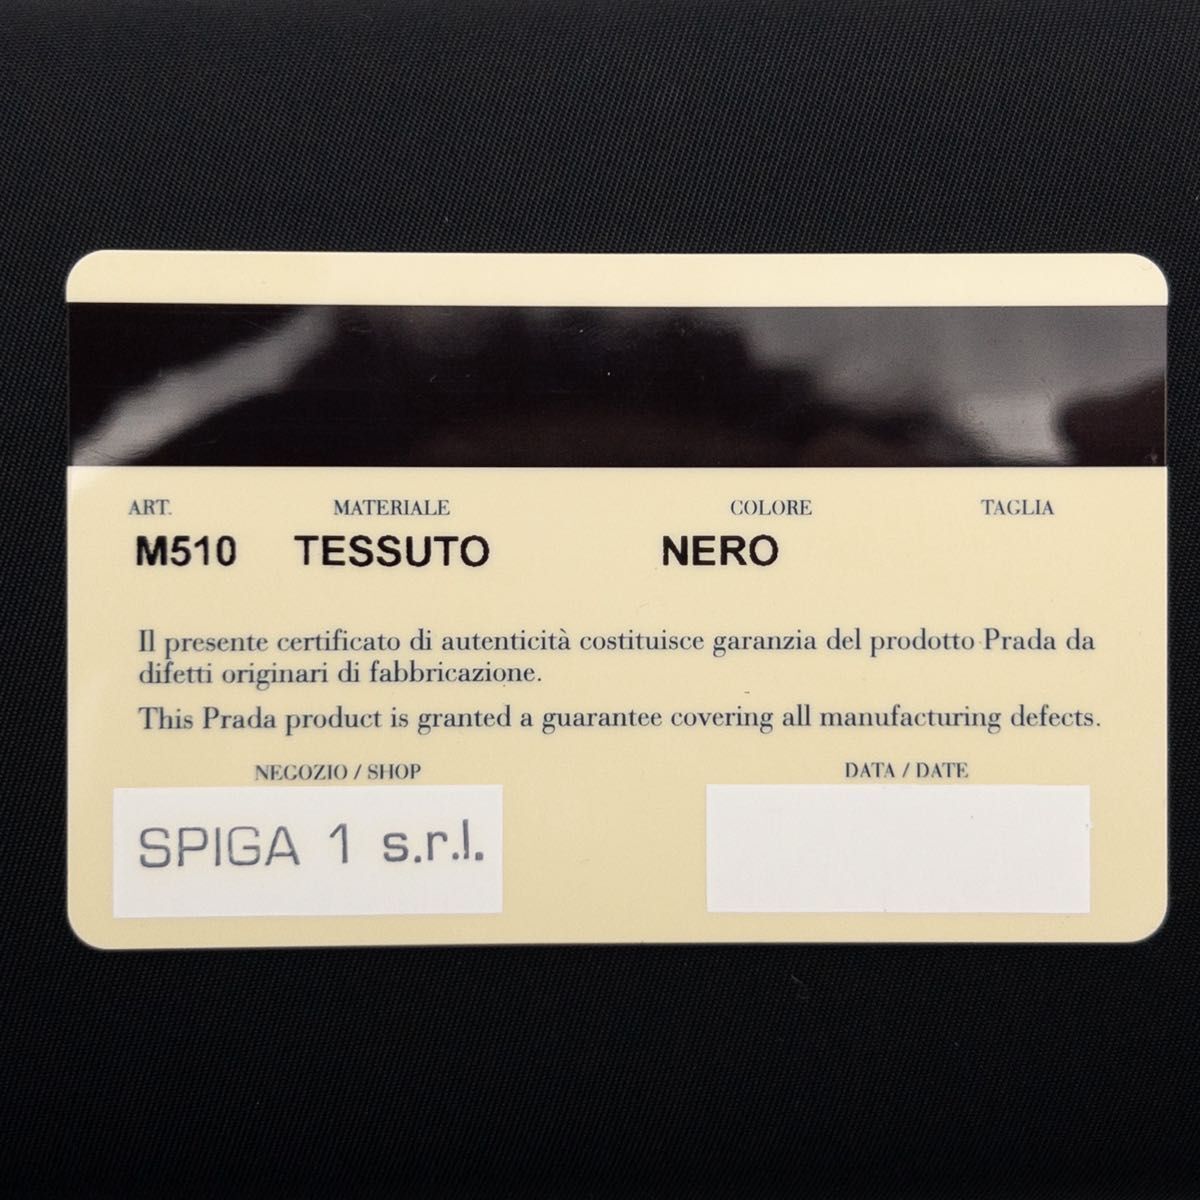 ART. MATERIALE COLORE TAGLIA
M510 TESSUTO NERO
Il presente certificato di autenticità costituisce garanzia del prodotto Prada da
difetti originari di fabbricazione.
This Prada product is granted a guarantee covering all manufacturing defects.
NEGOZIO / SHOP DATA / DATE
SPIGA 1 s.r.l.